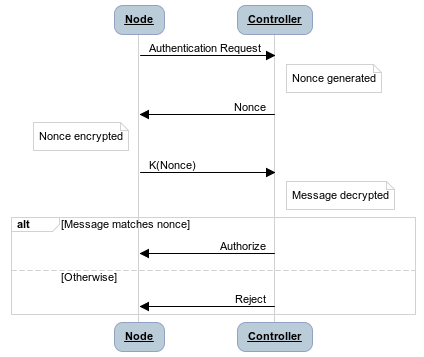 Node
Controller
Authentication Request
Nonce generated
Nonce
Nonce encrypted
K(Nonce)
Message decrypted
alt
[Message matches nonce]
Authorize
[Otherwise]
Reject
Node
Controller